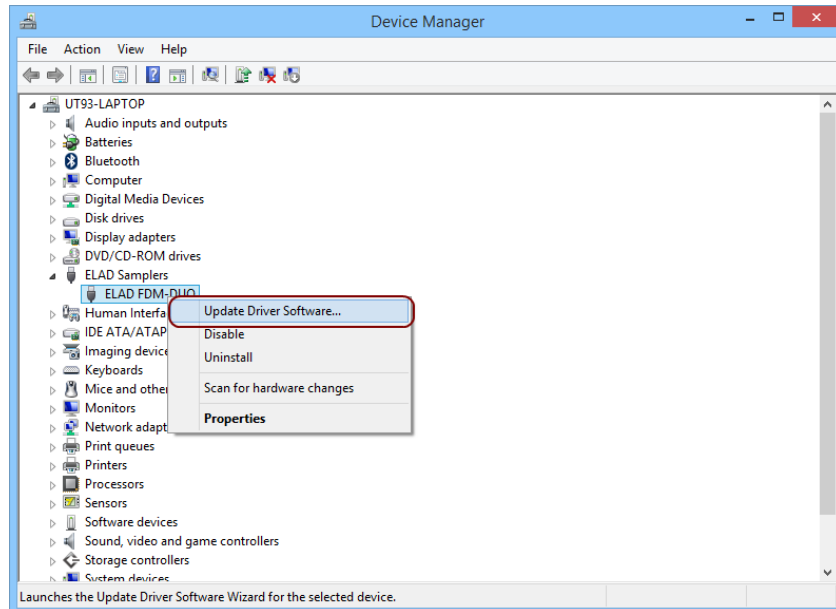 Device Manager
File Action View Help
UT93-LAPTOP
Audio inputs and outputs
Batteries
Bluetooth
Computer
Digital Media Devices
Disk drives
Display adapters
DVD/CD-ROM drives
ELAD Samplers
ELAD FDM-DUO
Update Driver Software...
Human Interfa
Disable
IDE ATA/ATAP
Imaging device
Uninstall
Keyboards
Mice and other
Scan for hardware changes
Monitors
Network adapt
Properties
Print queues
Printers
Processors
Sensors
Software devices
Sound, video and game controllers
Storage controllers
System devices
Launches the Update Driver Software Wizard for the selected device.